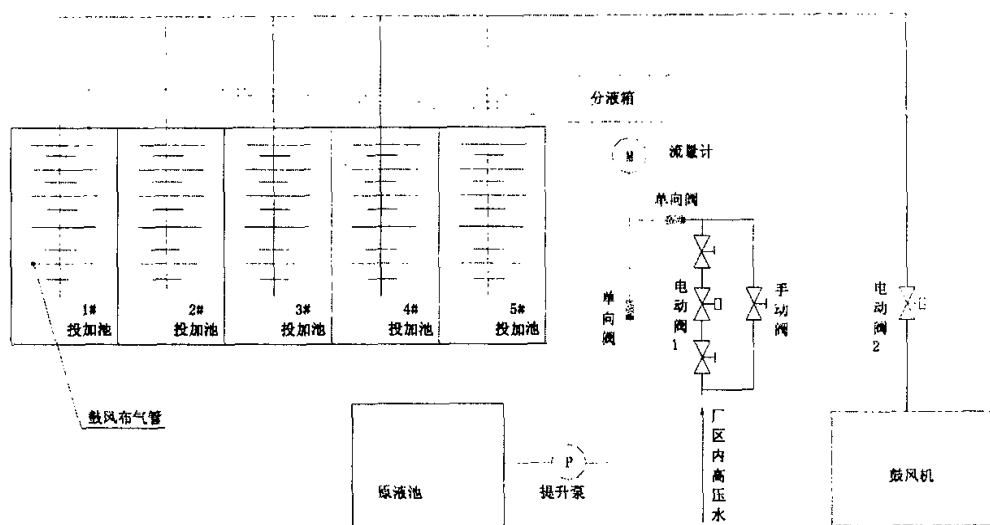 分液箱
M
流量计
单向阀
1#
投加池
2#
投加池
3#
投加池
4#
投加池
5#
投加池
单向阀
电动阀1
手动阀
电动阀2
鼓风布气管
原液池
P
提升泵
厂区内高压水
鼓风机